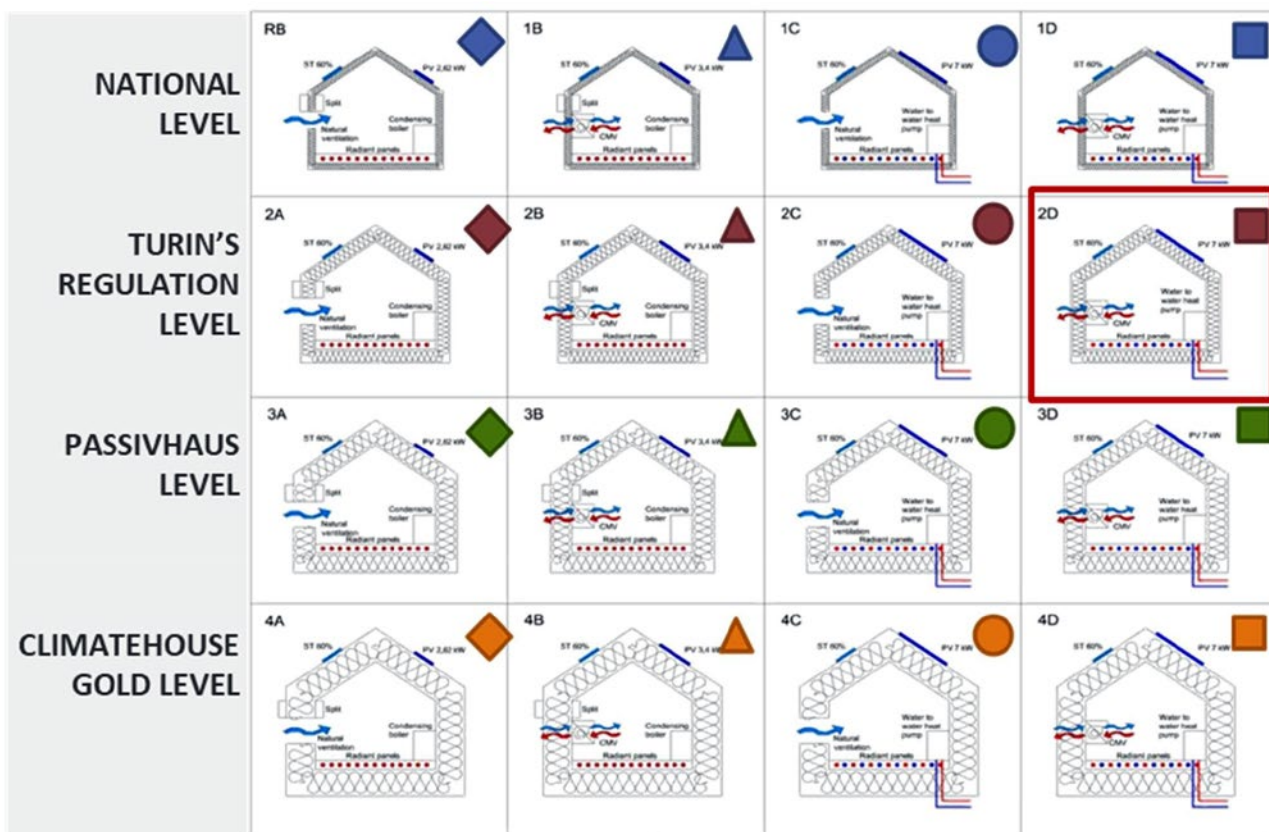 NATIONAL
LEVEL
RB
ST 60%
PV 2,62 kW
Split
Natural
ventilation
Condensing
boiler
Radiant panels
1B
ST 60%
PV 3,4 kW
Split
CMV
Condensing
boiler
Radiant panels
1C
ST 60%
PV 7 kW
Natural
ventilation
Water to
water heat
pump
Radiant panels
1D
ST 60%
PV 7 kW
CMV
Water to
water heat
pump
Radiant panels
TURIN'S
REGULATION
LEVEL
2A
ST 60%
PV 2,62 kW
Split
Natural
ventilation
Condensing
boiler
Radiant panels
2B
ST 60%
PV 3,4 kW
Split
CMV
Condensing
boiler
Radiant panels
2C
ST 60%
PV 7 kW
Natural
ventilation
Water to
water heat
pump
Radiant panels
2D
ST 60%
PV 7 kW
CMV
Water to
water heat
pump
Radiant panels
PASSIVHAUS
LEVEL
3A
ST 60%
PV 2,62 kW
Split
Natural
ventilation
Condensing
boiler
Radiant panels
3B
ST 60%
PV 3,4 kW
Split
CMV
Condensing
boiler
Radiant panels
3C
ST 60%
PV 7 kW
Natural
ventilation
Water to
water heat
pump
Radiant panels
3D
ST 60%
PV 7 kW
CMV
Water to
water heat
pump
Radiant panels
CLIMATEHOUSE
GOLD LEVEL
4A
ST 60%
PV 2,62 kW
Split
Natural
ventilation
Condensing
boiler
Radiant panels
4B
ST 60%
PV 3,4 kW
Split
CMV
Condensing
boiler
Radiant panels
4C
ST 60%
PV 7 kW
Natural
ventilation
Water to
water heat
pump
Radiant panels
4D
ST 60%
PV 7 kW
CMV
Water to
water heat
pump
Radiant panels